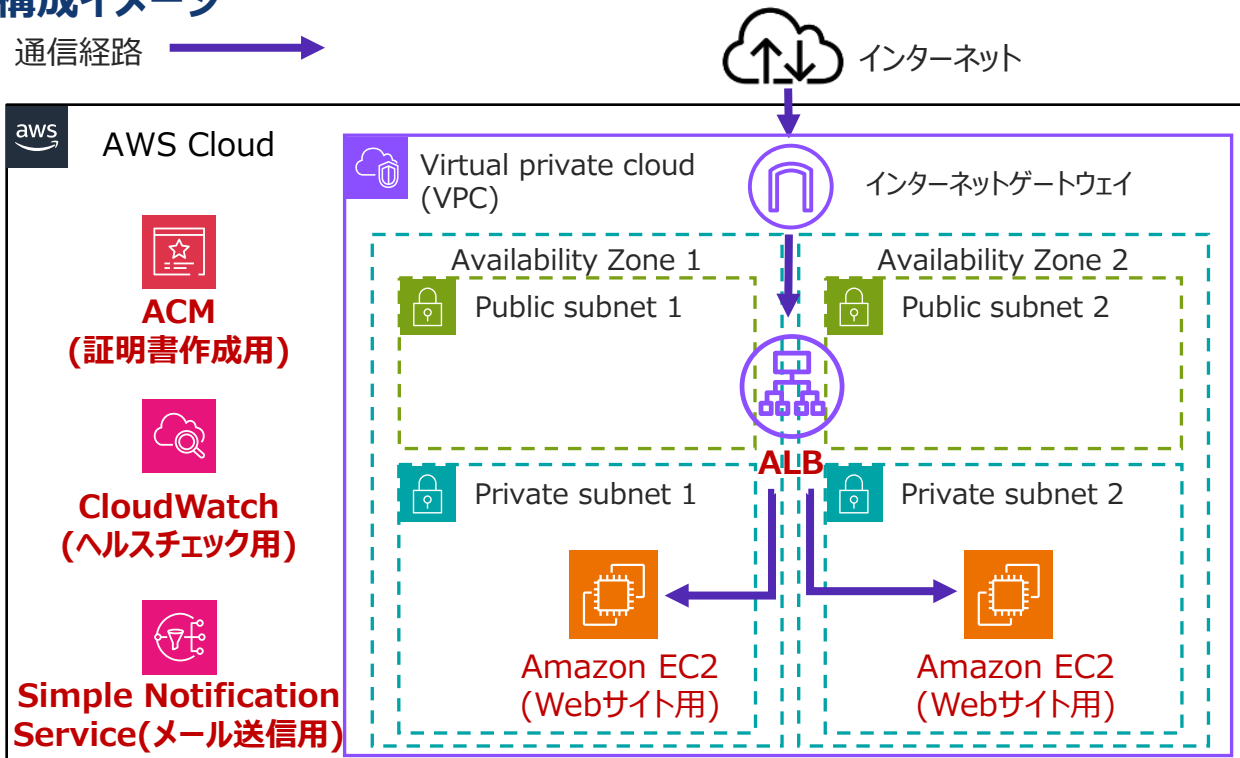 構成イメージ
通信経路
インターネット
aws
AWS Cloud
Virtual private cloud
(VPC)
インターネットゲートウェイ
Availability Zone 1
Availability Zone 2
Public subnet 1
Public subnet 2
ACM
(証明書作成用)
ALB
CloudWatch
(ヘルスチェック用)
Private subnet 1
Private subnet 2
Simple Notification
Service(メール送信用)
Amazon EC2
(Webサイト用)
Amazon EC2
(Webサイト用)